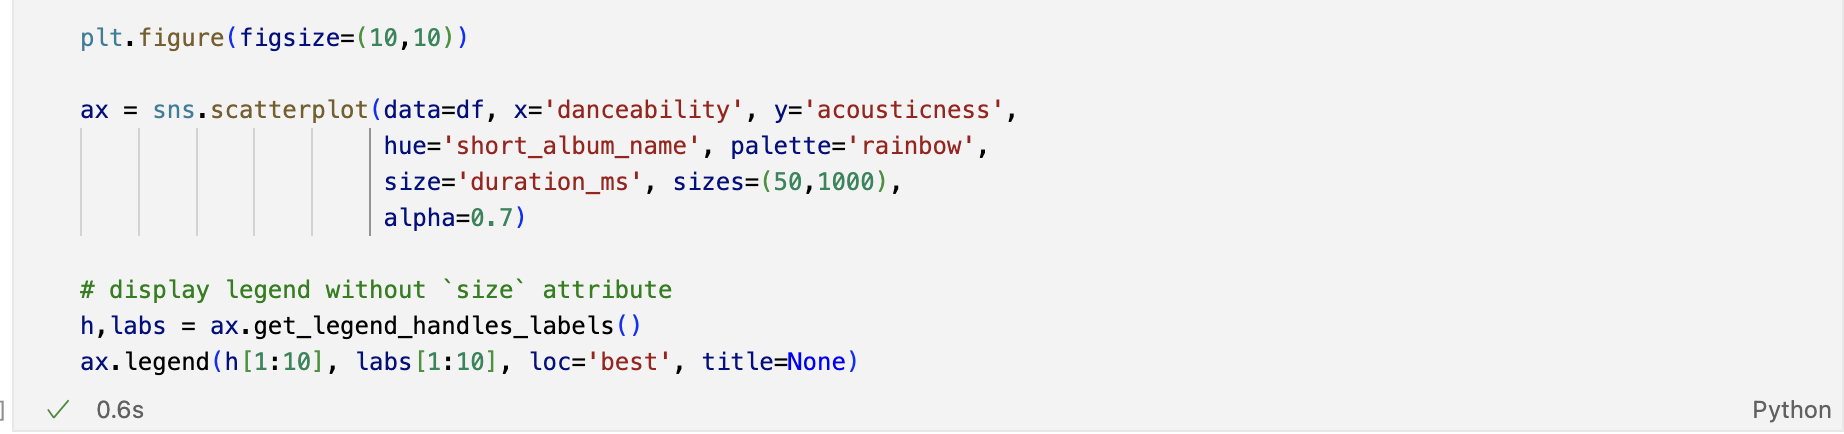 plt.figure(figsize=(10,10))
ax = sns.scatterplot(data=df, x='danceability', y='acousticness',
hue='short_album_name', palette='rainbow',
size='duration_ms', sizes=(50,1000),
alpha=0.7)
# display legend without `size` attribute
h,labs = ax.get_legend_handles_labels()
ax.legend(h[1:10], labs[1:10], loc='best', title=None)
] ✓ 0.6s Python